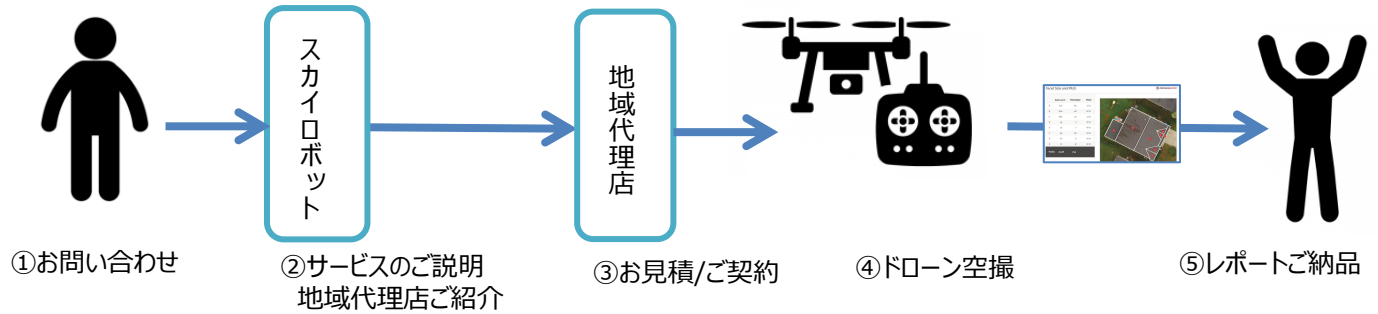 スカイロボット
地域代理店
①お問い合わせ
②サービスのご説明
地域代理店ご紹介
③お見積/ご契約
④ドローン空撮
⑤レポートご納品